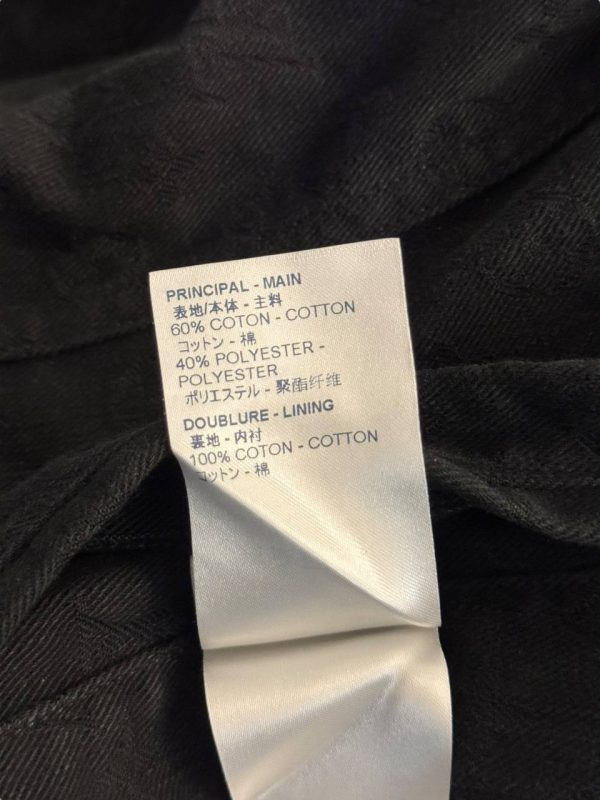 PRINCIPAL - MAIN
表地/本体 - 主料
60% COTON - COTTON
コットン - 棉
40% POLYESTER -
POLYESTER
ポリエステル - 聚酯纤维
DOUBLURE - LINING
裏地 - 内衬
100% COTON - COTTON
コットン - 棉